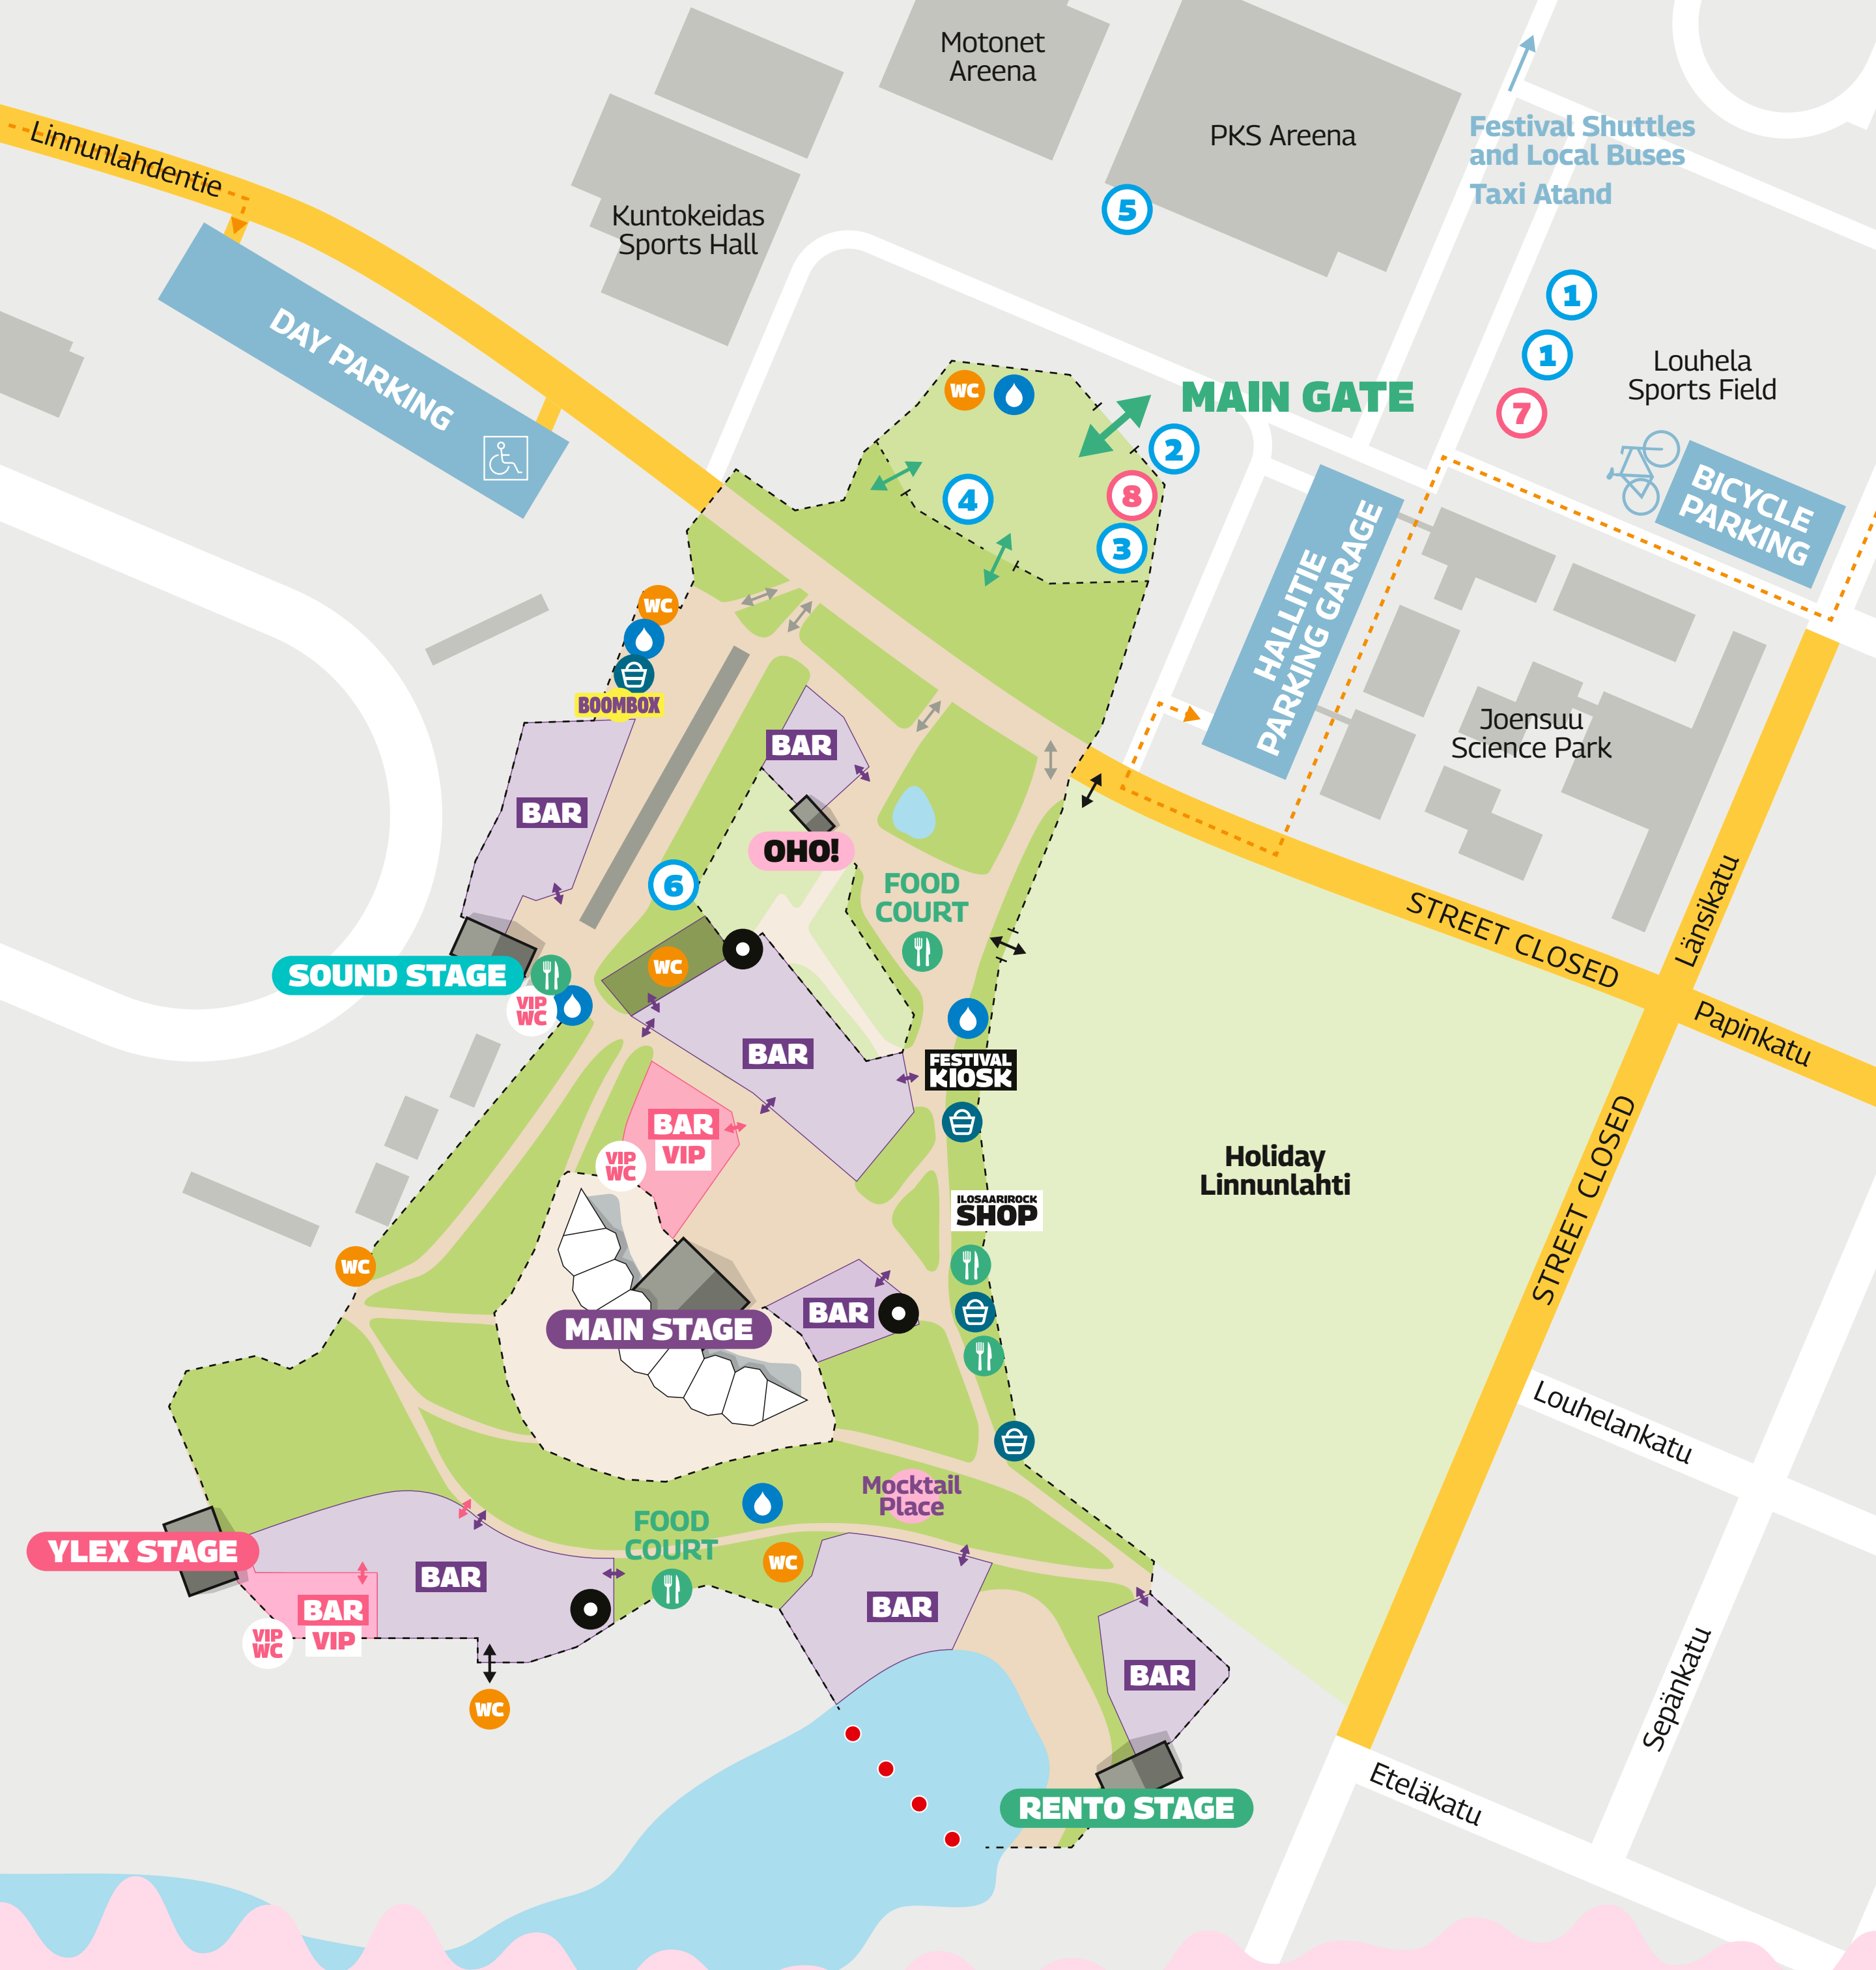 Motonet
Areena
PKS Areena
Linnunlahdentie
Kuntokeidas
Sports Hall
Festival Shuttles
and Local Buses
Taxi Atand
5
1
1
7
Louhela
Sports Field
DAY PARKING
WC
MAIN GATE
2
8
4
3
BICYCLE
PARKING
HALLITIE
PARKING GARAGE
WC
BOOMBOX
BAR
BAR
Joensuu
Science Park
OHO!
6
FOOD
COURT
STREET CLOSED
Länsikatu
Papinkatu
WC
SOUND STAGE
VIP
WC
BAR
FESTIVAL
KIOSK
BAR
VIP
VIP
WC
Holiday
Linnunlahti
STREET CLOSED
ILOSAARIROCK
SHOP
WC
MAIN STAGE
BAR
Louhelankatu
Mocktail
Place
FOOD
COURT
YLEX STAGE
BAR
WC
BAR
BAR
VIP
VIP
WC
WC
BAR
Sepänkatu
RENTO STAGE
Eteläkatu